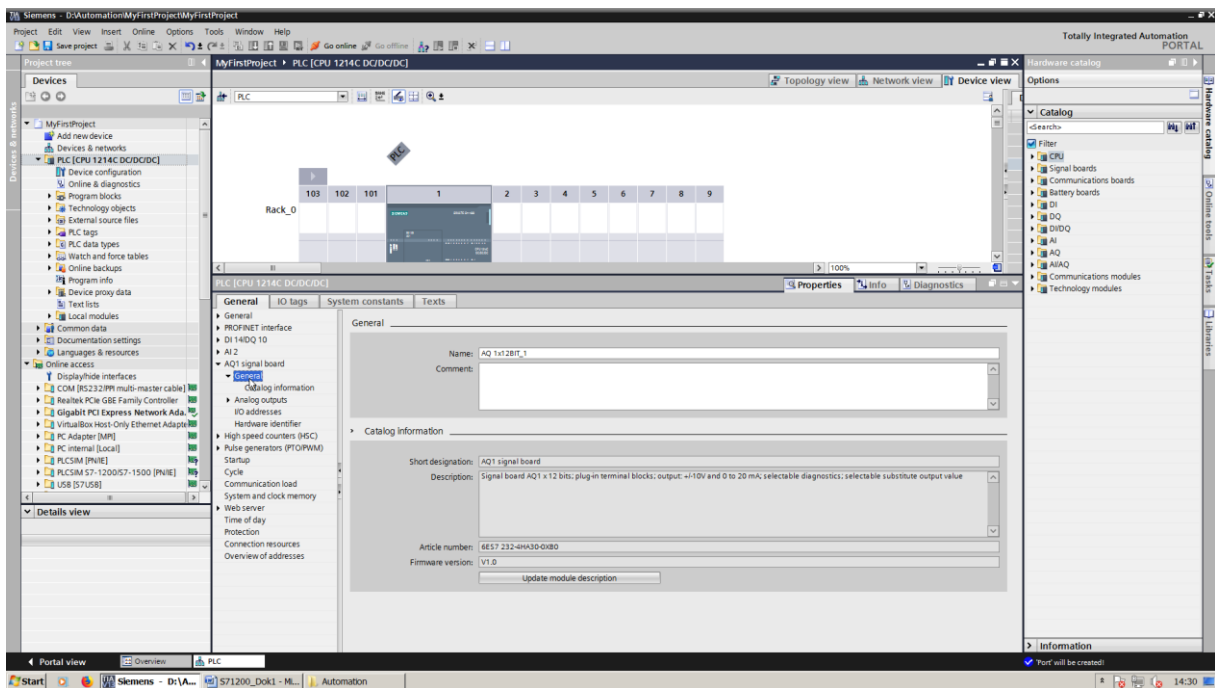 Siemens - D:\Automation\MyFirstProject\MyFirstProject
Project Edit View Insert Online Options Tools Window Help
Save project Go online Go offline
Totally Integrated Automation
PORTAL
Project tree
Devices
MyFirstProject
Add new device
Devices & networks
PLC [CPU 1214C DC/DC/DC]
Device configuration
Online & diagnostics
Program blocks
Technology objects
External source files
PLC tags
PLC data types
Watch and force tables
Online backups
Program info
Device proxy data
Text lists
Local modules
Common data
Documentation settings
Languages & resources
Online access
Display/hide interfaces
COM [RS232/PPI multi-master cable]
Realtek PCIe GBE Family Controller
Gigabit PCI Express Network Ada.
VirtualBox Host-Only Ethernet Adapte
PC Adapter [MPI]
PC internal [Local]
PLCSIM [PN/IE]
PLCSIM S7-1200/S7-1500 [PN/IE]
USB [S7USB]
Details view
Devices & networks
MyFirstProject PLC [CPU 1214C DC/DC/DC]
Topology view Network view Device view
PLC
PLC
103 102 101 1 2 3 4 5 6 7 8 9
Rack_0
100%
PLC [CPU 1214C DC/DC/DC]
Properties Info Diagnostics
General IO tags System constants Texts
General
PROFINET interface
DI 14/DQ 10
AI 2
AQ1 signal board
General
Catalog information
Analog outputs
I/O addresses
Hardware identifier
High speed counters (HSC)
Pulse generators (PTO/PWM)
Startup
Cycle
Communication load
System and clock memory
Web server
Time of day
Protection
Connection resources
Overview of addresses
General
Name: AQ 1x12BIT_1
Comment:
Catalog information
Short designation: AQ1 signal board
Description: Signal board AQ1 x 12 bits; plug-in terminal blocks; output: +/-10V and 0 to 20 mA; selectable diagnostics; selectable substitute output value
Article number: 6ES7 232-4HA30-0XB0
Firmware version: V1.0
Update module description
Hardware catalog
Options
Catalog
<Search>
Filter
CPU
Signal boards
Communications boards
Battery boards
DI
DQ
DI/DQ
AI
AQ
AI/AQ
Communications modules
Technology modules
Information
Hardware catalog
Online tools
Tasks
Libraries
Portal view Overview PLC
'Port' will be created!
Start Siemens - D:\A... S71200_Dok1 - Mi... Automation 14:30